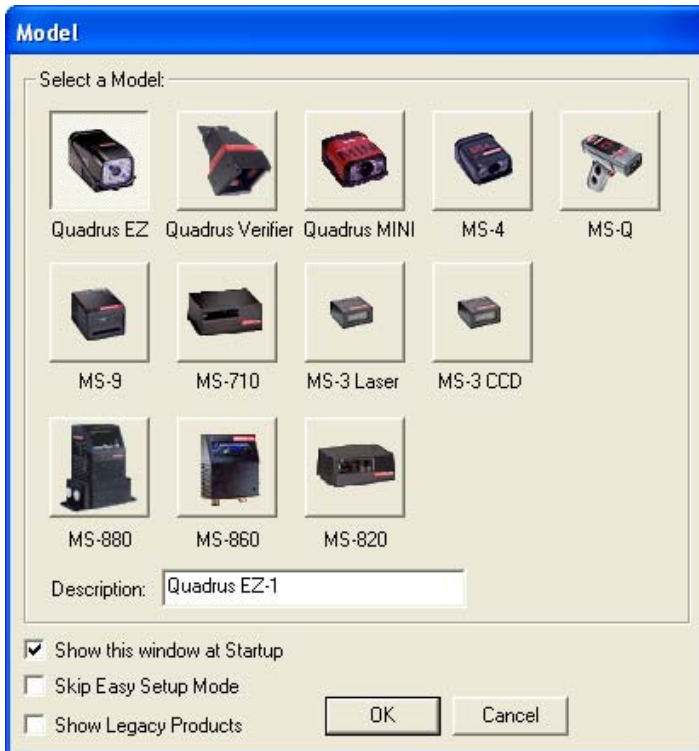 Model
Select a Model:
Quadrus EZ Quadrus Verifier Quadrus MINI MS-4 MS-Q
MS-9 MS-710 MS-3 Laser MS-3 CCD
MS-880 MS-860 MS-820
Description: Quadrus EZ-1
Show this window at Startup
Skip Easy Setup Mode
Show Legacy Products
OK Cancel